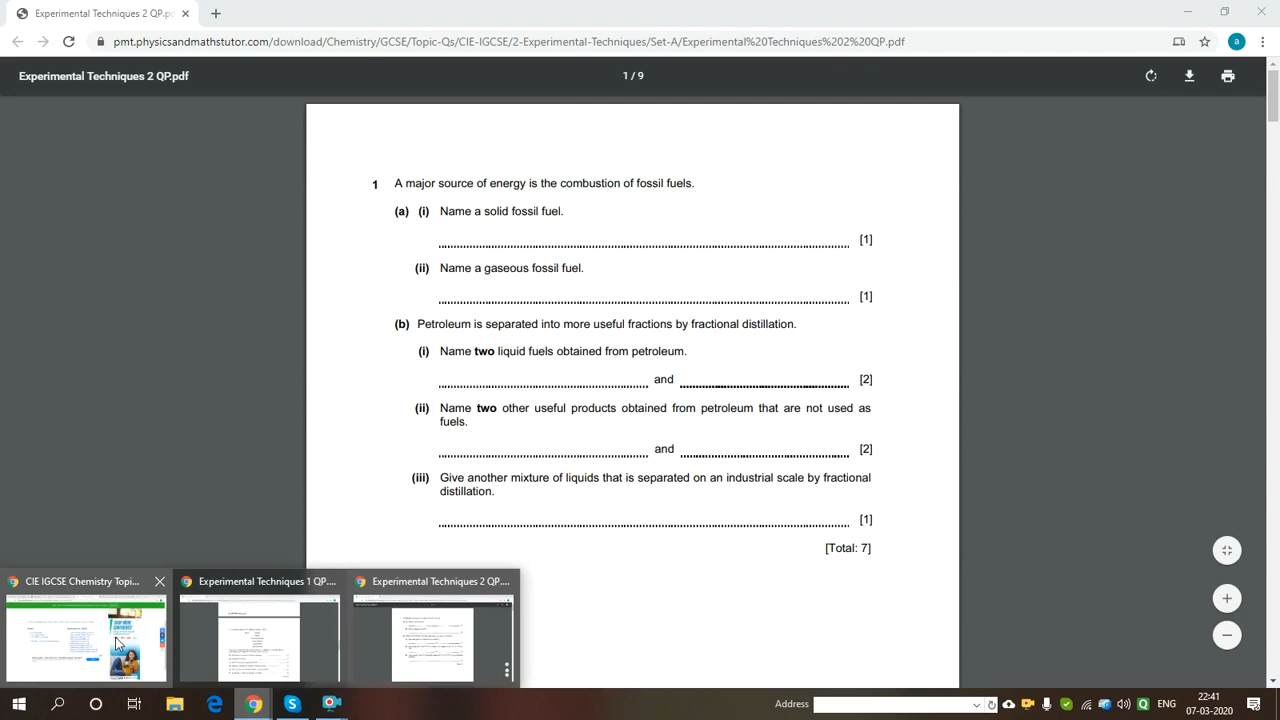 Experimental Techniques 2 QP.pd
pmt.physicsandmathstutor.com/download/Chemistry/GCSE/Topic-Qs/CIE-IGCSE/2-Experimental-Techniques/Set-A/Experimental%20Techniques%202%20QP.pdf
a
Experimental Techniques 2 QP.pdf
1 / 9
1 A major source of energy is the combustion of fossil fuels.
(a) (i) Name a solid fossil fuel.
[1]
(ii) Name a gaseous fossil fuel.
[1]
(b) Petroleum is separated into more useful fractions by fractional distillation.
(i) Name two liquid fuels obtained from petroleum.
and [2]
(ii) Name two other useful products obtained from petroleum that are not used as
fuels.
and [2]
(iii) Give another mixture of liquids that is separated on an industrial scale by fractional
distillation.
[1]
[Total: 7]
CIE IGCSE Chemistry Topi...
Experimental Techniques 1 QP....
Experimental Techniques 2 QP....
Address
ENG
22:41
07-03-2020